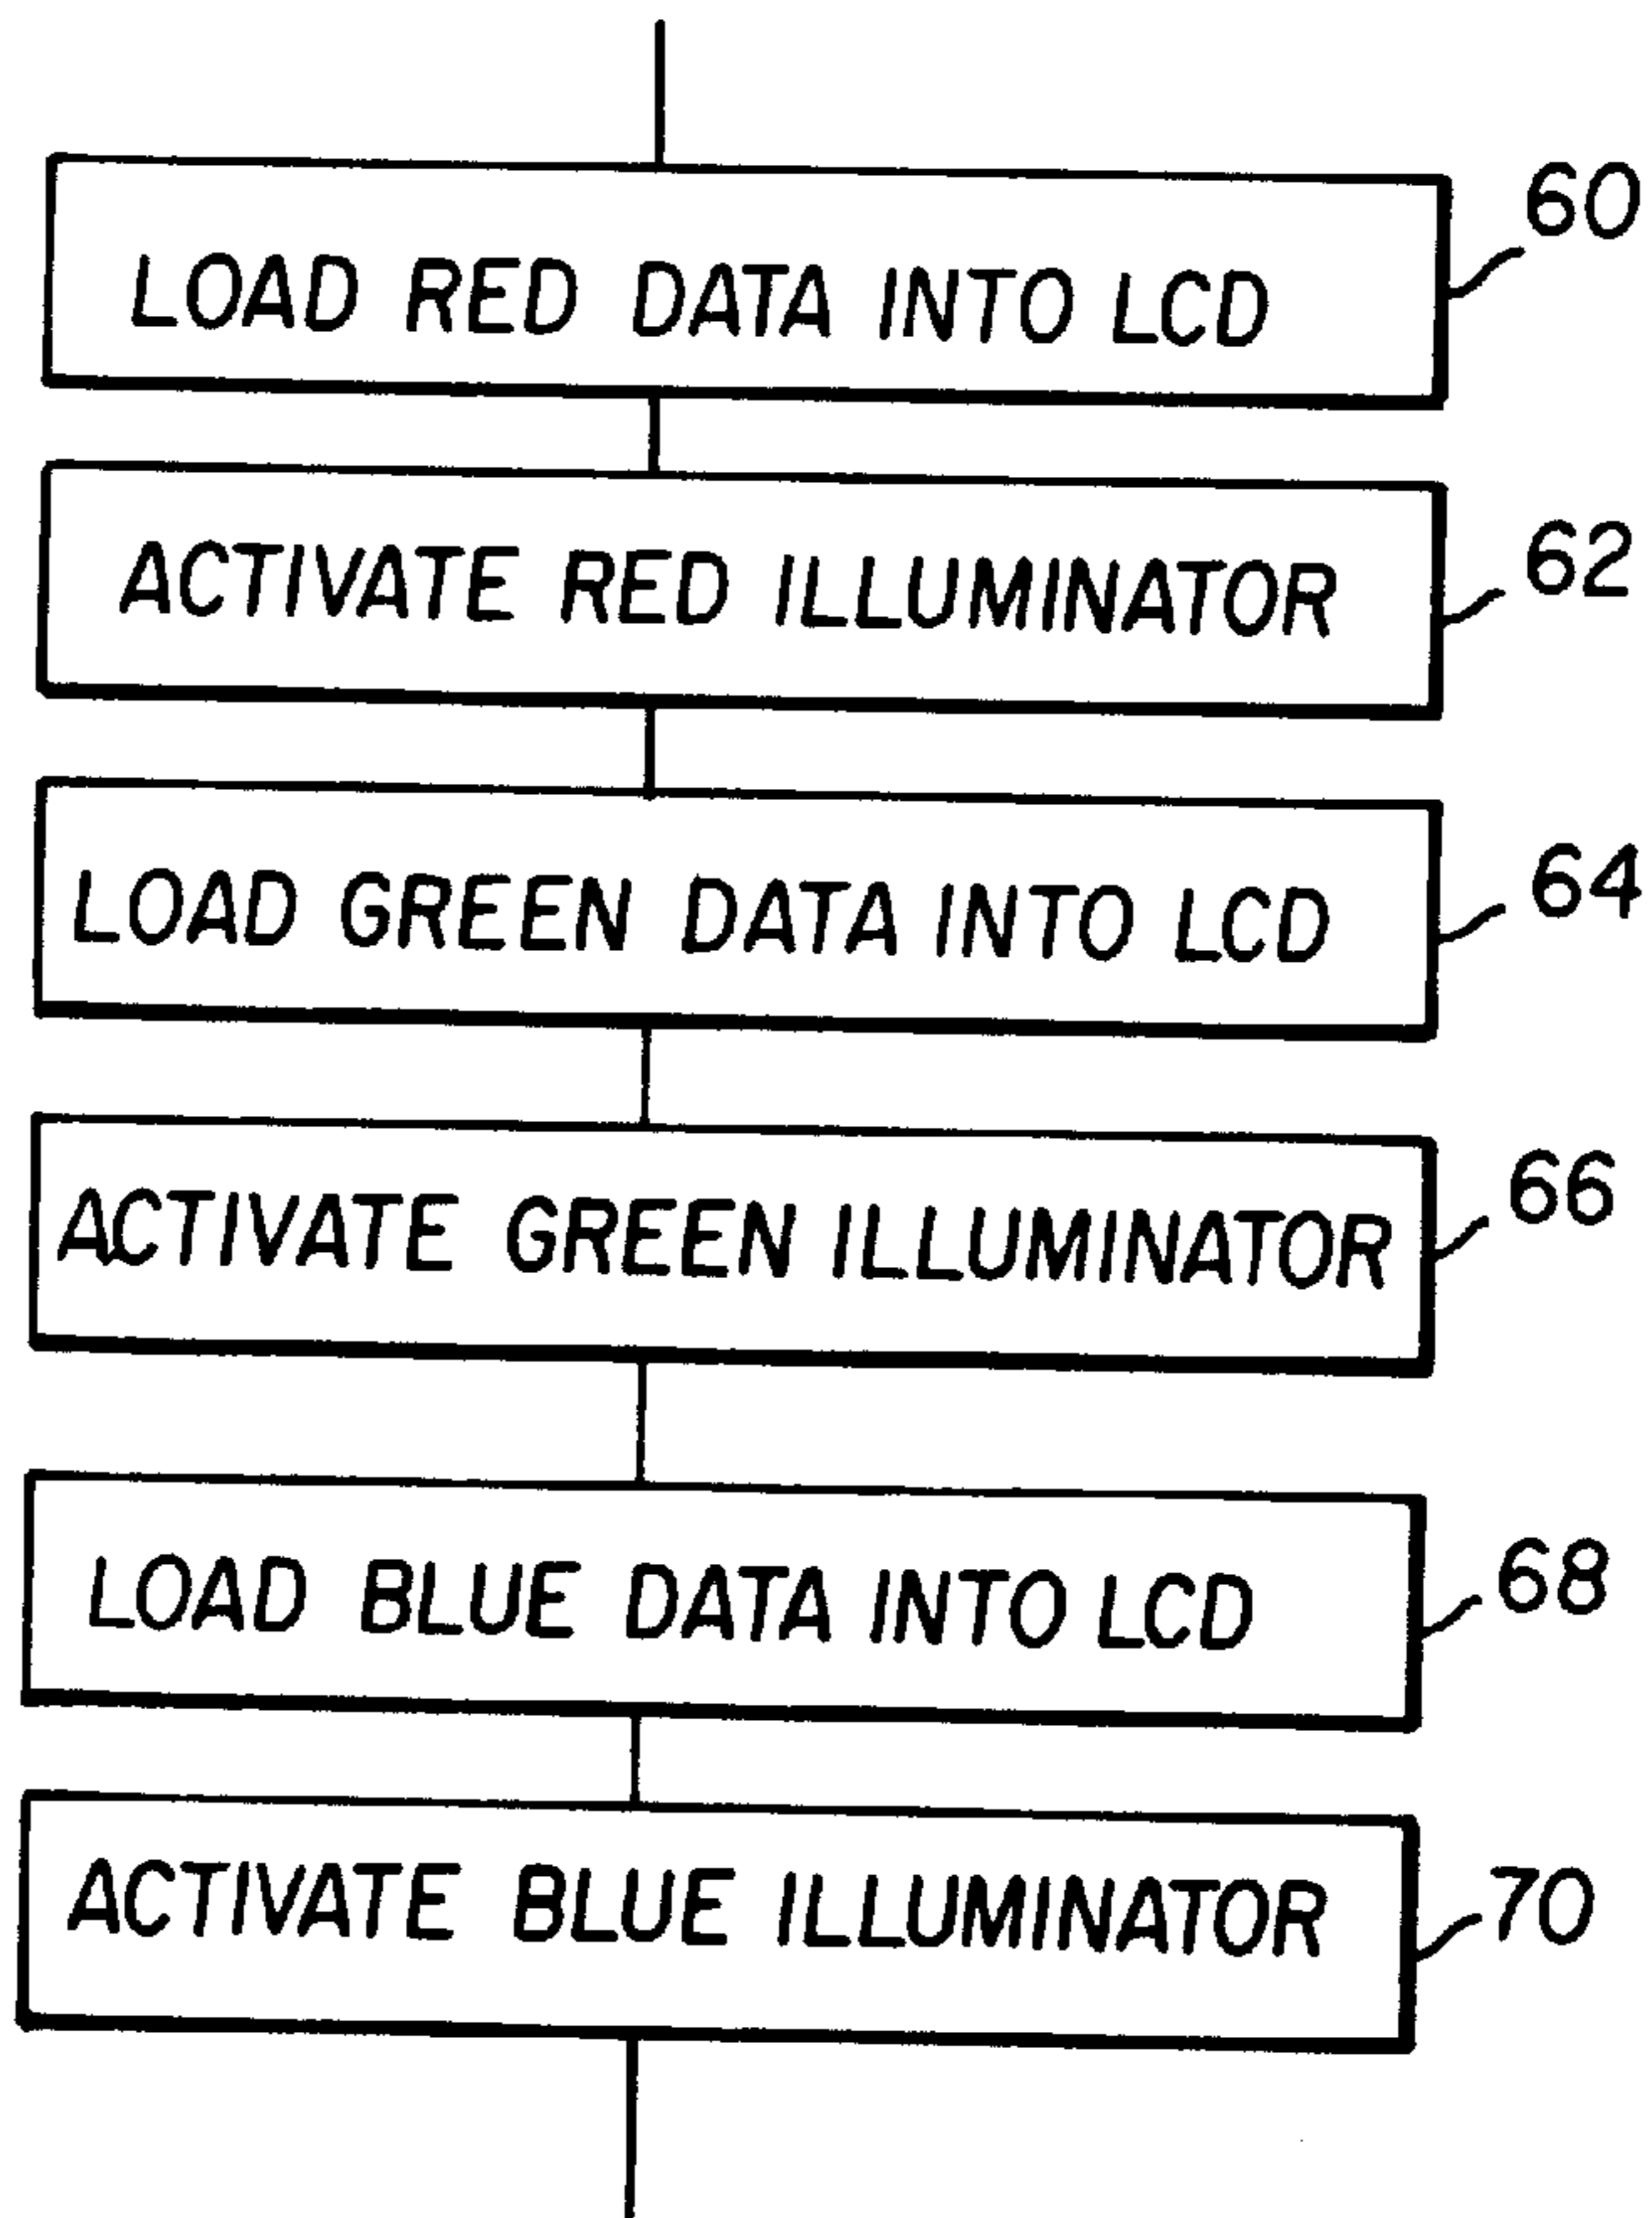 LOAD RED DATA INTO LCD
60
ACTIVATE RED ILLUMINATOR
62
LOAD GREEN DATA INTO LCD
64
ACTIVATE GREEN ILLUMINATOR
66
LOAD BLUE DATA INTO LCD
68
ACTIVATE BLUE ILLUMINATOR
70